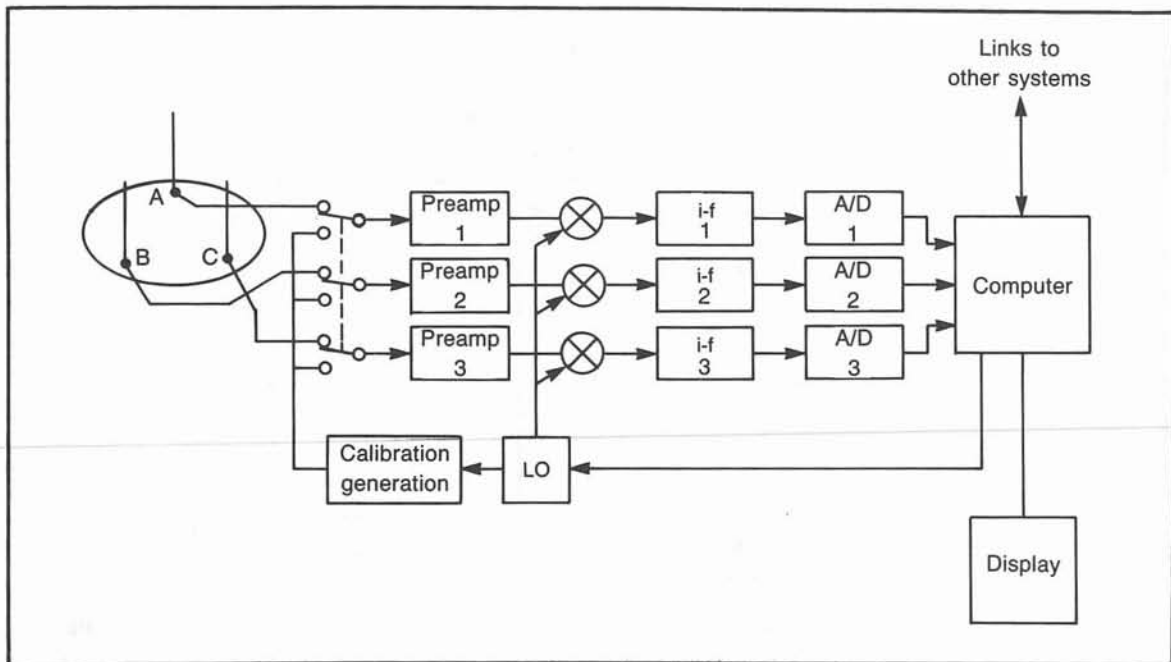 Links to
other systems
A
B
C
Preamp
1
i-f
1
A/D
1
Preamp
2
i-f
2
A/D
2
Computer
Preamp
3
i-f
3
A/D
3
Calibration
generation
LO
Display